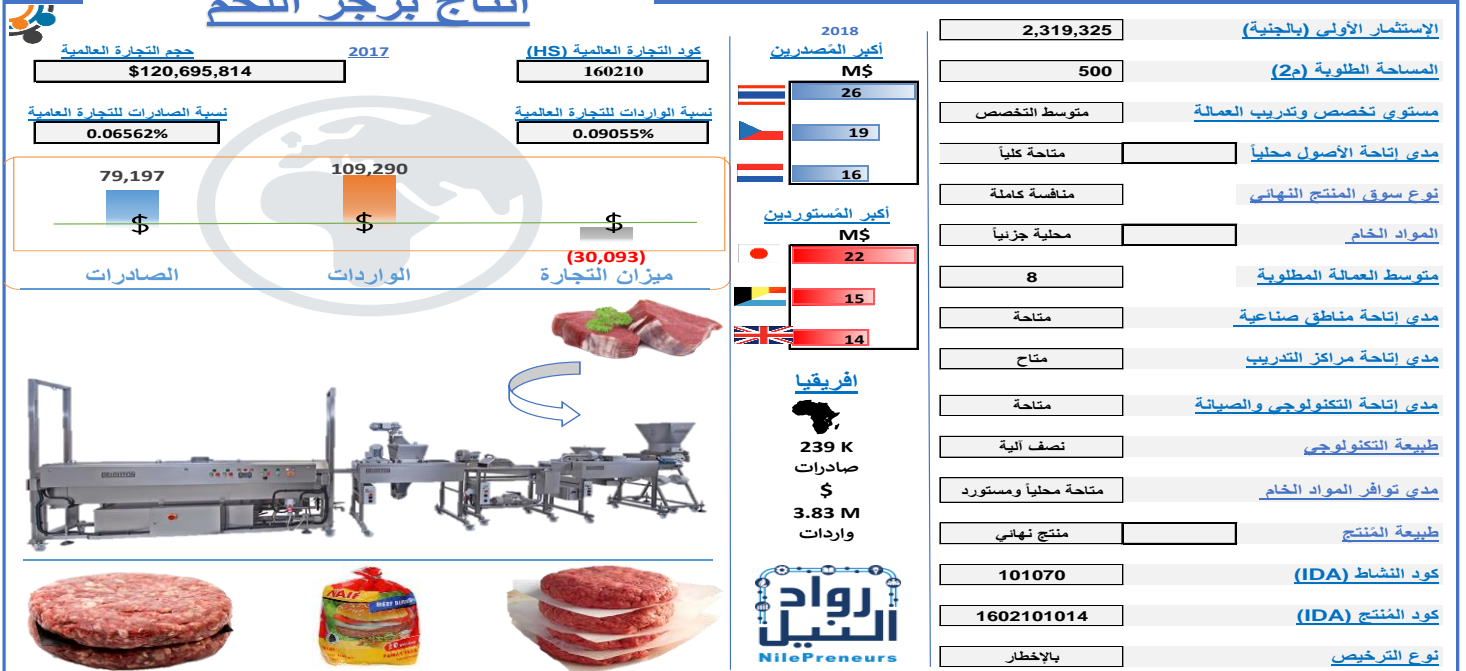 انتاج برجر اللحم
الإستثمار الأولي (بالجنية)
2,319,325
المساحة الطلوبة (م2)
500
مستوي تخصص وتدريب العمالة
متوسط التخصص
مدى إتاحة الأصول محلياً
متاحة كلياً
نوع سوق المنتج النهائي
منافسة كاملة
المواد الخام
محلية جزئياً
متوسط العمالة المطلوبة
8
مدي إتاحة مناطق صناعية
متاحة
مدى إتاحة مراكز التدريب
متاح
مدى إتاحة التكنولوجي والصيانة
متاحة
طبيعة التكنولوجي
نصف آلية
مدي توافر المواد الخام
متاحة محلياً ومستورد
طبيعة المُنتج
منتج نهائي
كود النشاط (IDA)
101070
كود المُنتج (IDA)
1602101014
نوع الترخيص
بالإخطار
2018
أكبر المُصدرين
M$
26
19
16
أكبر المُستوردين
M$
22
15
14
افريقيا
239 K
صادرات
$
3.83 M
واردات
رواد النيل
NilePreneurs
كود التجارة العالمية (HS)
160210
2017
حجم التجارة العالمية
$120,695,814
نسبة الواردات للتجارة العالمية
0.09055%
نسبة الصادرات للتجارة العامية
0.06562%
79,197
109,290
$
$
$
(30,093)
ميزان التجارة
الواردات
الصادرات
NAIF